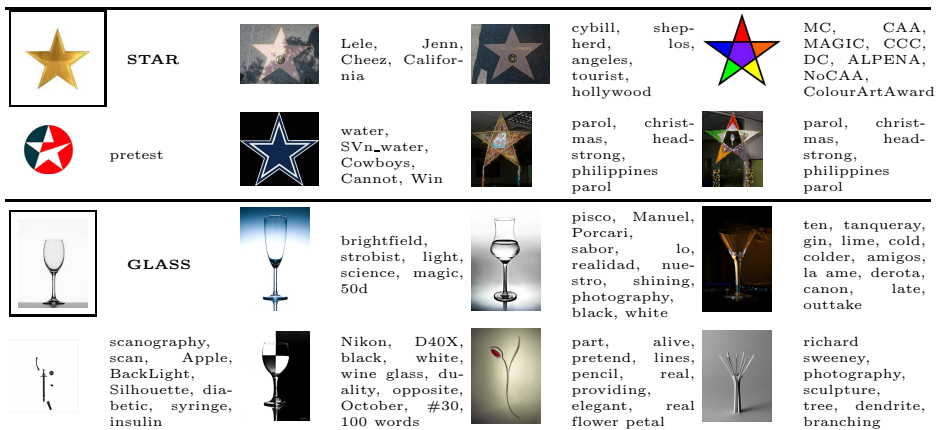 STAR
Lele, Jenn,
Cheez, Califor-
nia
cybill, shep-
herd, los,
angeles,
tourist,
hollywood
MC, CAA,
MAGIC, CCC,
DC, ALPENA,
NoCAA,
ColourArtAward
pretest
water,
SVn_water,
Cowboys,
Cannot, Win
parol, christ-
mas, head-
strong,
philippines
parol
parol, christ-
mas, head-
strong,
philippines
parol
GLASS
brightfield,
strobist, light,
science, magic,
50d
pisco, Manuel,
Porcari,
sabor, lo,
realidad, nue-
stro, shining,
photography,
black, white
ten, tanqueray,
gin, lime, cold,
colder, amigos,
la ame, derota,
canon, late,
outtake
scanography,
scan, Apple,
BackLight,
Silhouette, dia-
betic, syringe,
insulin
Nikon, D40X,
black, white,
wine glass, du-
ality, opposite,
October, #30,
100 words
part, alive,
pretend, lines,
pencil, real,
providing,
elegant, real
flower petal
richard
sweeney,
photography,
sculpture,
tree, dendrite,
branching